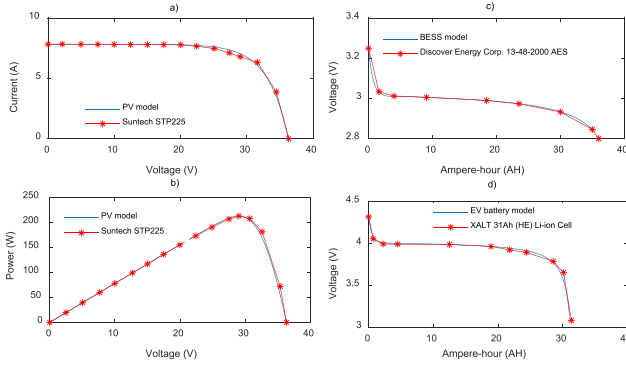 a)
10
5
0
Current (A)
PV model
Suntech STP225
0 10 20 30 40
Voltage (V)
c)
3.4
3.2
3
2.8
Voltage (V)
BESS model
Discover Energy Corp. 13-48-2000 AES
0 10 20 30 40
Ampere-hour (AH)
b)
250
200
150
100
50
0
Power (W)
PV model
Suntech STP225
0 10 20 30 40
Voltage (V)
d)
4.5
4
3.5
3
Voltage (V)
EV battery model
XALT 31Ah (HE) Li-ion Cell
0 10 20 30 40
Ampere-hour (AH)